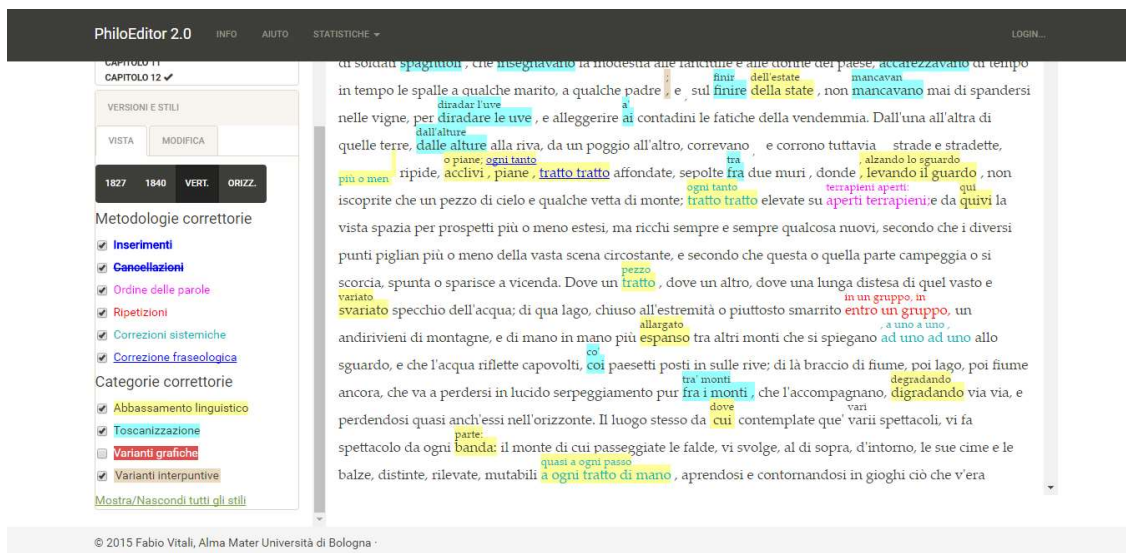 PhiloEditor 2.0 INFO AIUTO STATISTICHE LOGIN...
CAPITOLO 11
CAPITOLO 12 ✔
VERSIONI E STILI
VISTA MODIFICA
1827 1840 VERT. ORIZZ.
Metodologie correttorie
Inserimenti
Cancellazioni
Ordine delle parole
Ripetizioni
Correzioni sistemiche
Correzione fraseologica
Categorie correttorie
Abbassamento linguistico
Toscanizzazione
Varianti grafiche
Varianti interpuntive
Mostra/Nascondi tutti gli stili
di soldati spagnuoli , che insegnavano la modestia alle fanciulle e alle donne del paese, accarezzavano di tempo
; finir dell'estate mancavan
in tempo le spalle a qualche marito, a qualche padre , e , sul finire della state , non mancavano mai di spandersi
diradar l'uve a'
nelle vigne, per diradare le uve , e alleggerire ai contadini le fatiche della vendemmia. Dall'una all'altra di
dall'alture
quelle terre, dalle alture alla riva, da un poggio all'altro, correvano , e corrono tuttavia strade e stradette,
o piane; ogni tanto tra , alzando lo sguardo
più o men ripide, acclivi , piane , tratto tratto affondate, sepolte fra due muri , donde , levando il guardo , non
ogni tanto terrapieni aperti: qui
iscoprite che un pezzo di cielo e qualche vetta di monte; tratto tratto elevate su aperti terrapieni:e da quivi la
vista spazia per prospetti più o meno estesi, ma ricchi sempre e sempre qualcosa nuovi, secondo che i diversi
punti piglian più o meno della vasta scena circostante, e secondo che questa o quella parte campeggia o si
pezzo
scorcia, spunta o sparisce a vicenda. Dove un tratto , dove un altro, dove una lunga distesa di quel vasto e
variato in un gruppo, in
svariato specchio dell'acqua; di qua lago, chiuso all'estremità o piuttosto smarrito entro un gruppo, un
allargato , a uno a uno ,
andirivieni di montagne, e di mano in mano più espanso tra altri monti che si spiegano ad uno ad uno allo
co'
sguardo, e che l'acqua riflette capovolti, coi paesetti posti in sulle rive; di là braccio di fiume, poi lago, poi fiume
tra' monti degradando
ancora, che va a perdersi in lucido serpeggiamento pur fra i monti , che l'accompagnano, digradando via via, e
dove vari
perdendosi quasi anch'essi nell'orizzonte. Il luogo stesso da cui contemplate que' varii spettacoli, vi fa
parte:
spettacolo da ogni banda: il monte di cui passeggiate le falde, vi svolge, al di sopra, d'intorno, le sue cime e le
quasi a ogni passo
balze, distinte, rilevate, mutabili a ogni tratto di mano , aprendosi e contornandosi in gioghi ciò che v'era
© 2015 Fabio Vitali, Alma Mater Università di Bologna ·